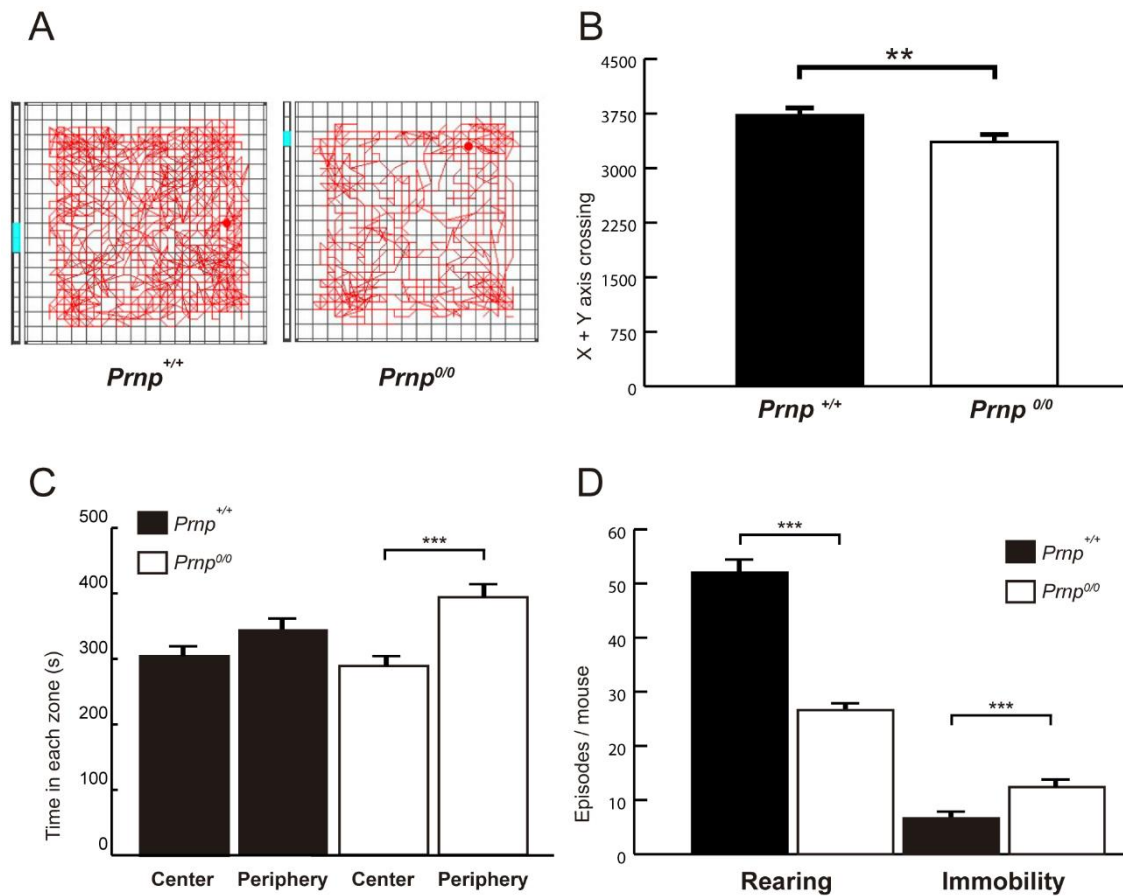 A
Prnp+/+
Prnp0/0
B
**
4500
3750
3000
2250
1500
750
0
X + Y axis crossing
Prnp +/+
Prnp 0/0
C
Prnp+/+
Prnp0/0
***
500
400
300
200
100
0
Time in each zone (s)
Center Periphery Center Periphery
D
Prnp+/+
Prnp0/0
***
***
60
50
40
30
20
10
0
Episodes / mouse
Rearing Immobility